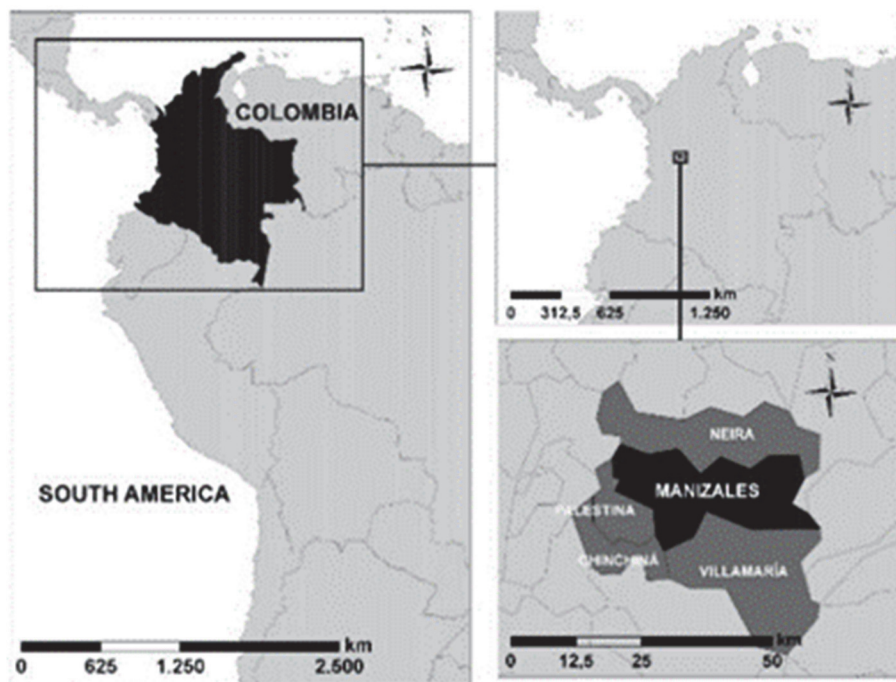 N
COLOMBIA
SOUTH AMERICA
km
0 625 1.250 2.500
N
km
0 312,5 625 1.250
N
NEIRA
MANIZALES
PALESTINA
CHINCHINÁ
VILLAMARÍA
km
0 12,5 25 50